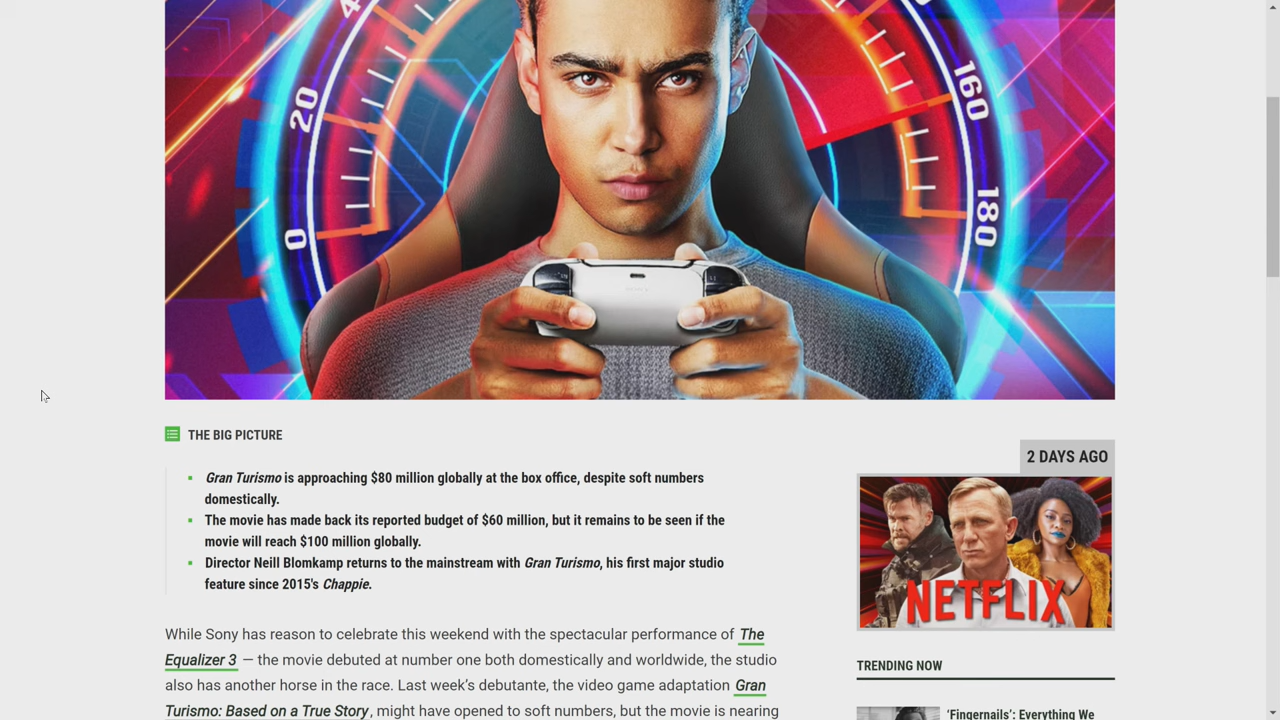 20
160
0
180
THE BIG PICTURE
Gran Turismo is approaching $80 million globally at the box office, despite soft numbers
domestically.
The movie has made back its reported budget of $60 million, but it remains to be seen if the
movie will reach $100 million globally.
Director Neill Blomkamp returns to the mainstream with Gran Turismo, his first major studio
feature since 2015's Chappie.
While Sony has reason to celebrate this weekend with the spectacular performance of The
Equalizer 3 — the movie debuted at number one both domestically and worldwide, the studio
also has another horse in the race. Last week's debutante, the video game adaptation Gran
Turismo: Based on a True Story, might have opened to soft numbers, but the movie is nearing
2 DAYS AGO
NETFLIX
TRENDING NOW
'Fingernails': Everything We